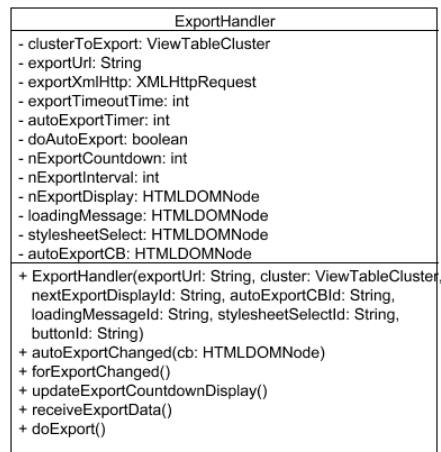 ExportHandler
- clusterToExport: ViewTableCluster
- exportUrl: String
- exportXmlHttp: XMLHttpRequest
- exportTimeoutTime: int
- autoExportTimer: int
- doAutoExport: boolean
- nExportCountdown: int
- nExportInterval: int
- nExportDisplay: HTMLDOMNode
- loadingMessage: HTMLDOMNode
- stylesheetSelect: HTMLDOMNode
- autoExportCB: HTMLDOMNode
+ ExportHandler(exportUrl: String, cluster: ViewTableCluster,
nextExportDisplayId: String, autoExportCBId: String,
loadingMessageId: String, stylesheetSelectId: String,
buttonId: String)
+ autoExportChanged(cb: HTMLDOMNode)
+ forExportChanged()
+ updateExportCountdownDisplay()
+ receiveExportData()
+ doExport()